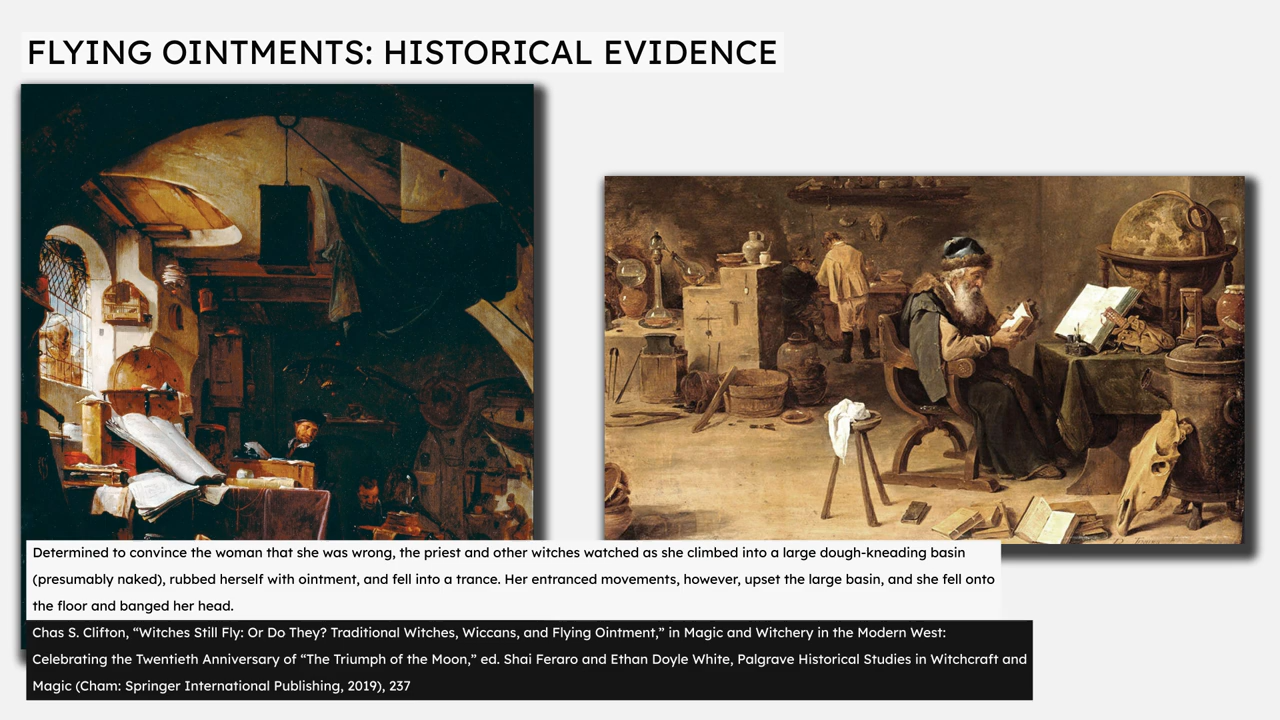 FLYING OINTMENTS: HISTORICAL EVIDENCE
Determined to convince the woman that she was wrong, the priest and other witches watched as she climbed into a large dough-kneading basin
(presumably naked), rubbed herself with ointment, and fell into a trance. Her entranced movements, however, upset the large basin, and she fell onto
the floor and banged her head.
Chas S. Clifton, “Witches Still Fly: Or Do They? Traditional Witches, Wiccans, and Flying Ointment,” in Magic and Witchery in the Modern West:
Celebrating the Twentieth Anniversary of “The Triumph of the Moon,” ed. Shai Feraro and Ethan Doyle White, Palgrave Historical Studies in Witchcraft and
Magic (Cham: Springer International Publishing, 2019), 237